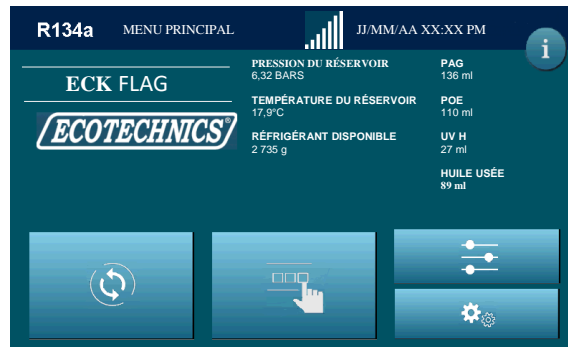 R134a MENU PRINCIPAL JJ/MM/AA XX:XX PM
i
ECK FLAG
ECOTECHNICS®
PRESSION DU RÉSERVOIR
6,32 BARS
TEMPÉRATURE DU RÉSERVOIR
17,9°C
RÉFRIGÉRANT DISPONIBLE
2 735 g
PAG
136 ml
POE
110 ml
UV H
27 ml
HUILE USÉE
89 ml